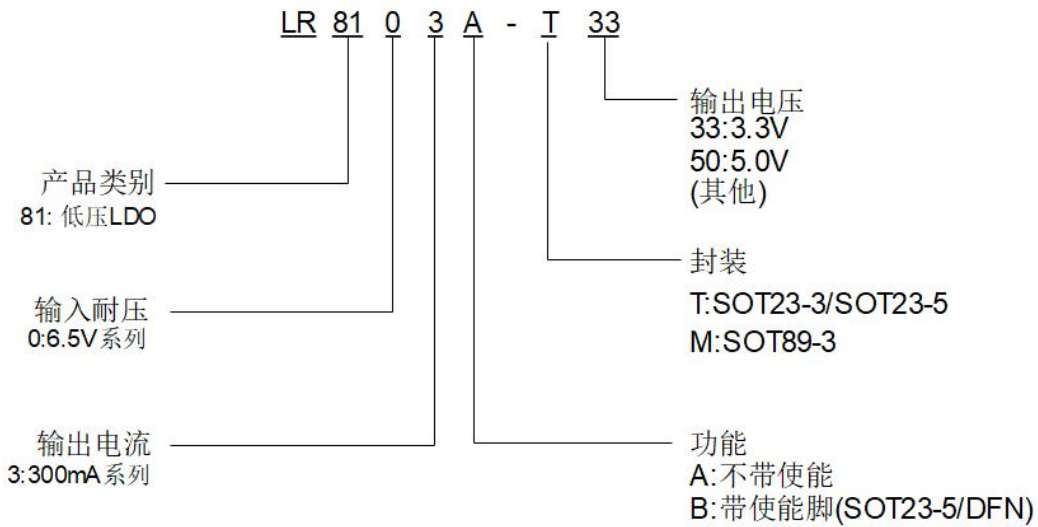 LR 81 0 3 A - T 33
输出电压
33:3.3V
50:5.0V
(其他)
产品类别
81: 低压LDO
封装
T:SOT23-3/SOT23-5
M:SOT89-3
输入耐压
0:6.5V系列
输出电流
3:300mA系列
功能
A:不带使能
B:带使能脚(SOT23-5/DFN)